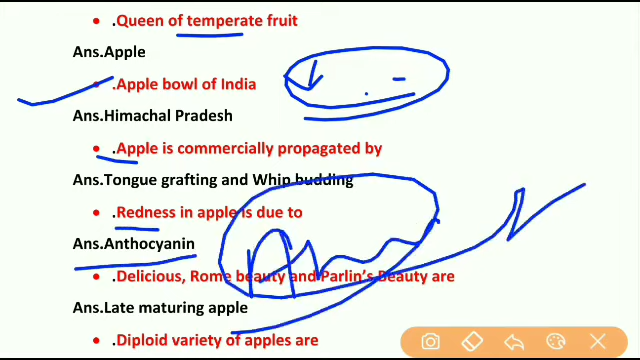 • .Queen of temperate fruit
Ans.Apple
• .Apple bowl of India
Ans.Himachal Pradesh
• .Apple is commercially propagated by
Ans.Tongue grafting and Whip budding
• .Redness in apple is due to
Ans.Anthocyanin
• .Delicious, Rome beauty and Parlin's Beauty are
Ans.Late maturing apple
• .Diploid variety of apples are